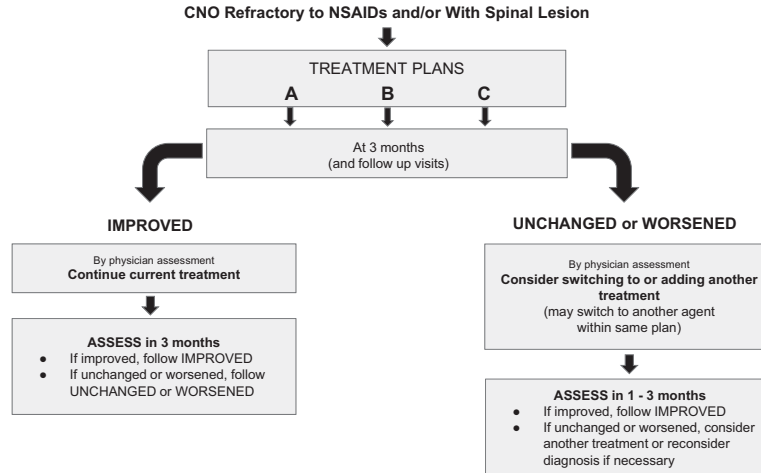 CNO Refractory to NSAIDs and/or With Spinal Lesion
TREATMENT PLANS
A B C
At 3 months
(and follow up visits)
IMPROVED
By physician assessment
Continue current treatment
ASSESS in 3 months
● If improved, follow IMPROVED
● If unchanged or worsened, follow
UNCHANGED or WORSENED
UNCHANGED or WORSENED
By physician assessment
Consider switching to or adding another
treatment
(may switch to another agent
within same plan)
ASSESS in 1 - 3 months
● If improved, follow IMPROVED
● If unchanged or worsened, consider
another treatment or reconsider
diagnosis if necessary